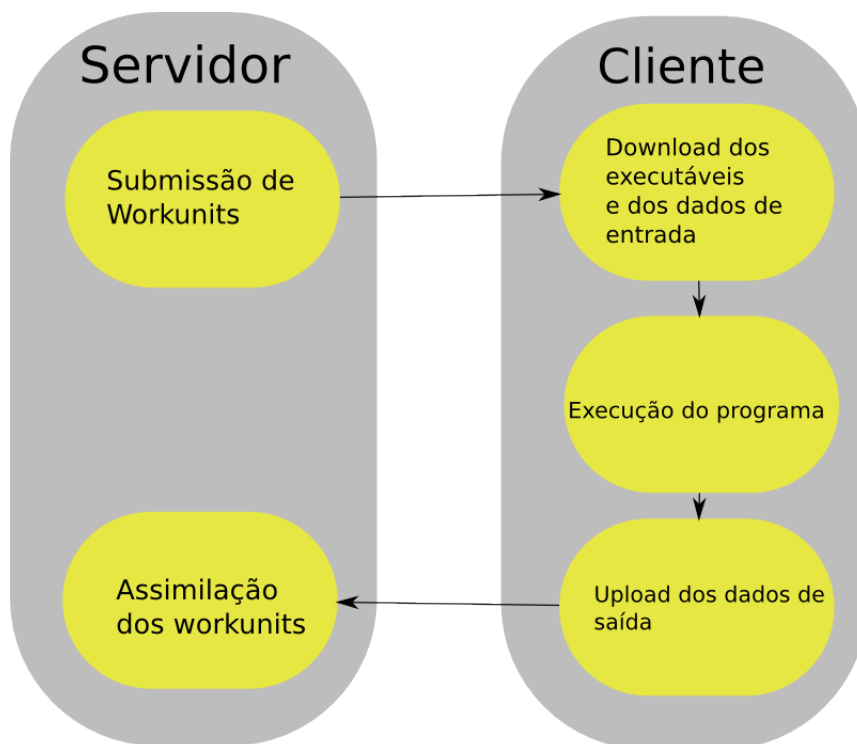 Servidor
Submissão de
Workunits
Assimilação
dos workunits
Cliente
Download dos
executáveis
e dos dados de
entrada
Execução do programa
Upload dos dados de
saída